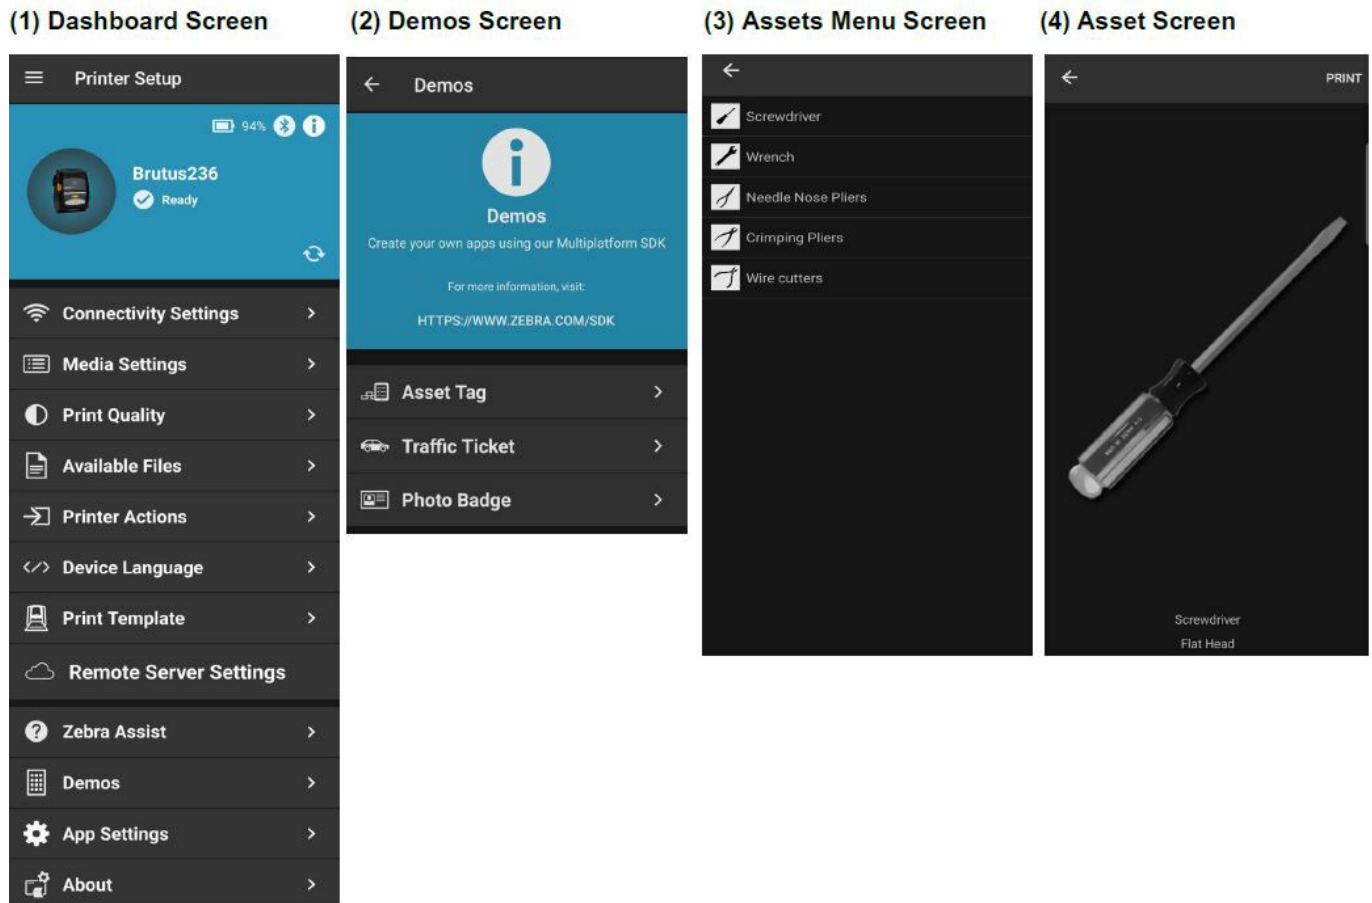 (1) Dashboard Screen
Printer Setup
94%
Brutus236
Ready
Connectivity Settings
Media Settings
Print Quality
Available Files
Printer Actions
Device Language
Print Template
Remote Server Settings
Zebra Assist
Demos
App Settings
About
(2) Demos Screen
Demos
Demos
Create your own apps using our Multiplatform SDK
For more information, visit:
HTTPS://WWW.ZEBRA.COM/SDK
Asset Tag
Traffic Ticket
Photo Badge
(3) Assets Menu Screen
Screwdriver
Wrench
Needle Nose Pliers
Crimping Pliers
Wire cutters
(4) Asset Screen
PRINT
Screwdriver
Flat Head